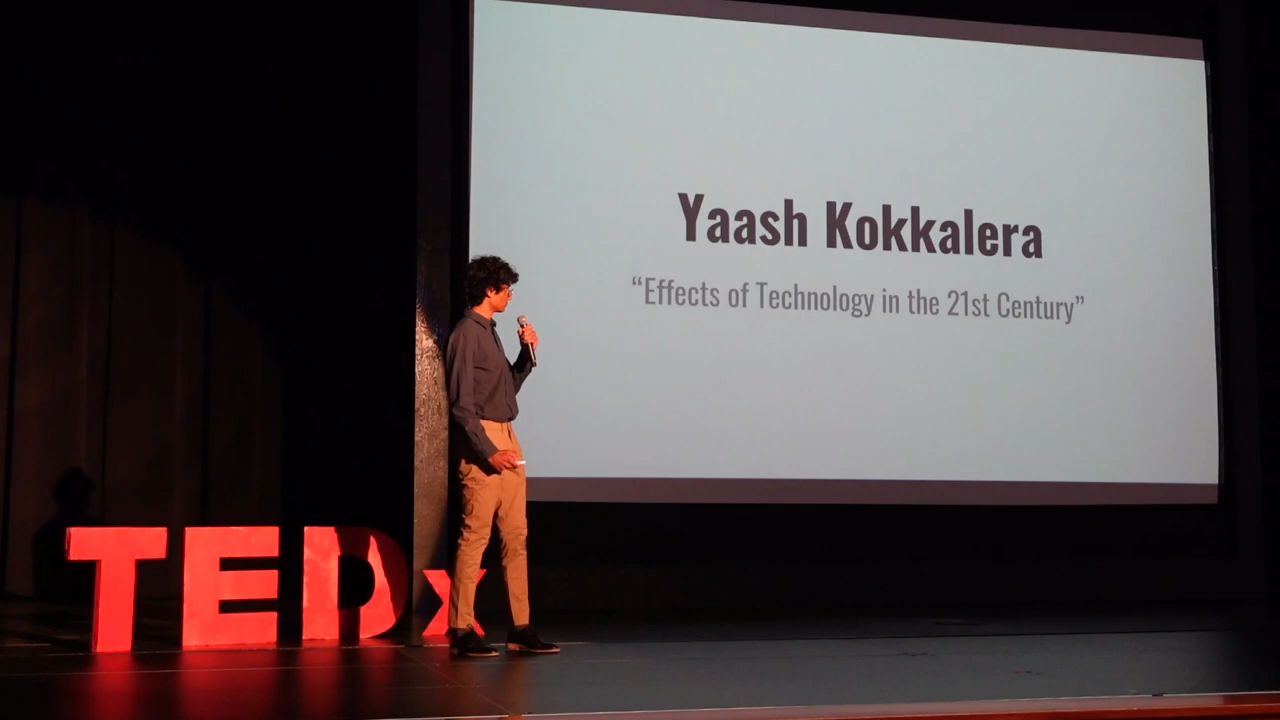 Yaash Kokkalera
“Effects of Technology in the 21st Century”
TEDx